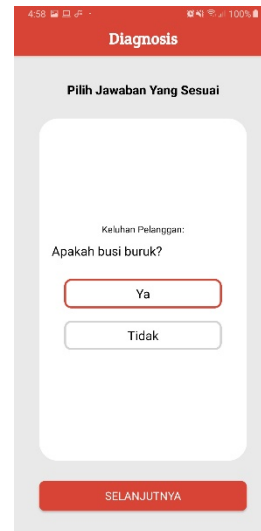 4:58 100%
Diagnosis
Pilih Jawaban Yang Sesuai
Keluhan Pelanggan:
Apakah busi buruk?
Ya
Tidak
SELANJUTNYA